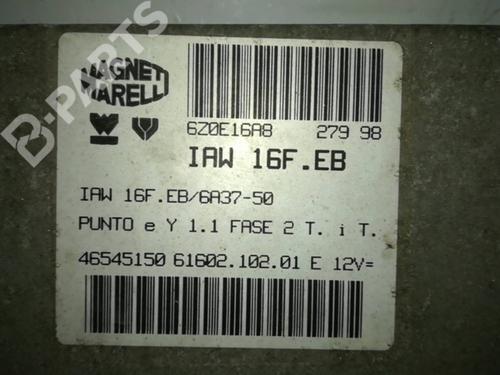 B-PARTS
MAGNETI
MARELLI
6Z0E16A8 279 98
IAW 16F.EB
IAW 16F.EB/6A37-50
PUNTO e Y 1.1 FASE 2 T. i T.
46545150 61602.102.01 E 12V=